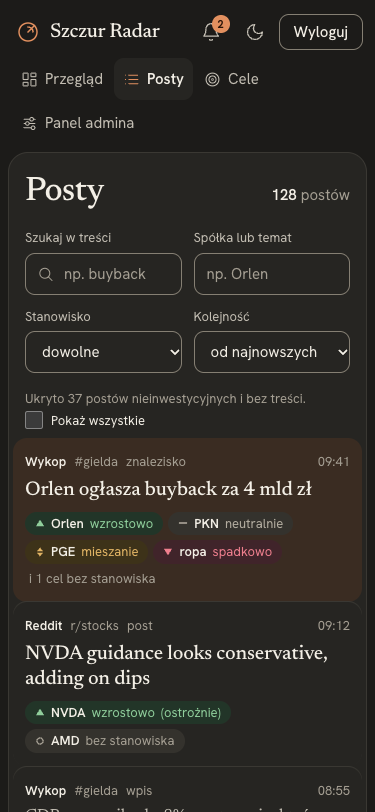 Szczur Radar
2
Wyloguj
Przegląd
Posty
Cele
Panel admina
Posty
128 postów
Szukaj w treści
Spółka lub temat
np. buyback
np. Orlen
Stanowisko
Kolejność
dowolne
od najnowszych
Ukryto 37 postów nieinwestycyjnych i bez treści.
Pokaż wszystkie
Wykop #gielda znalezisko 09:41
Orlen ogłasza buyback za 4 mld zł
Orlen wzrostowo
PKN neutralnie
PGE mieszanie
ropa spadkowo
i 1 cel bez stanowiska
Reddit r/stocks post 09:12
NVDA guidance looks conservative,
adding on dips
NVDA wzrostowo (ostrożnie)
AMD bez stanowiska
Wykop #gielda wpis 08:55